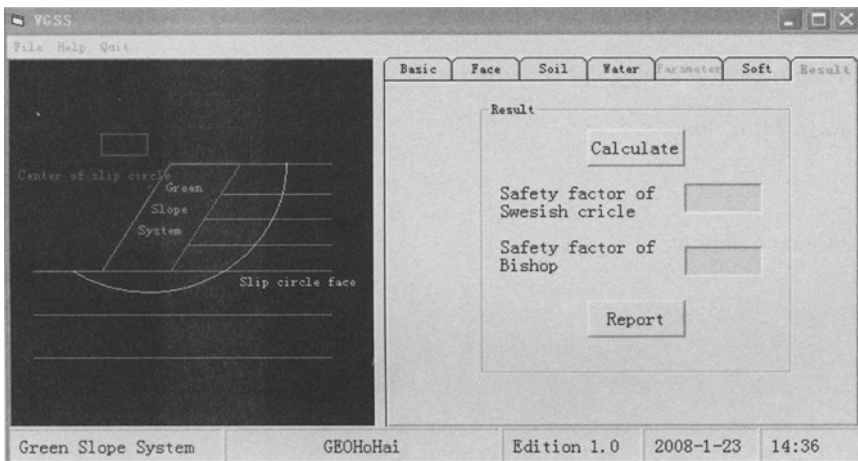 VGSS
File Help Quit
Basic Face Soil Water Parameter Soft Result
Center of slip circle
Green
Slope
System
Slip circle face
Result
Calculate
Safety factor of
Swesish cricle
Safety factor of
Bishop
Report
Green Slope System GEOHoHai Edition 1.0 2008-1-23 14:36